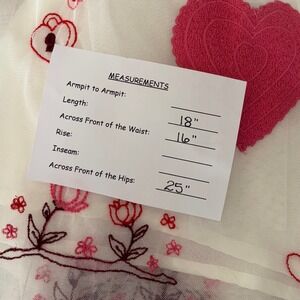 MEASUREMENTS
Armpit to Armpit:
Length: 18"
Across Front of the Waist: 16"
Rise:
Inseam:
Across Front of the Hips: 25"